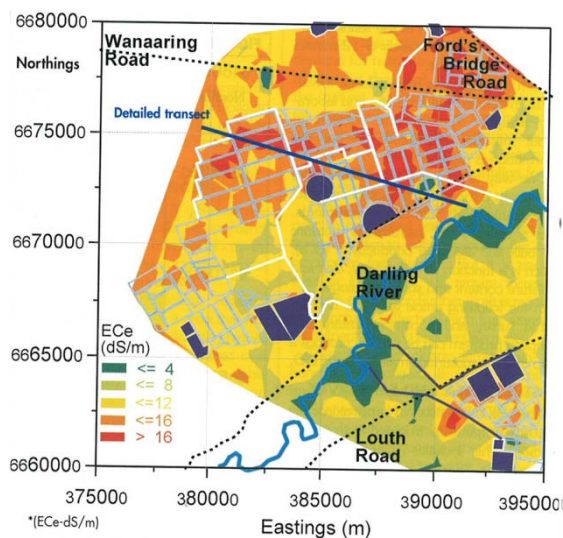 6680000
Wanaaring
Road
Ford's
Bridge
Road
Northings
Detailed transect
6675000
6670000
Darling
River
ECe
(dS/m)
<= 4
<= 8
<=12
<=16
> 16
6665000
Louth
Road
6660000
375000 380000 385000 390000 395000
*(ECe-dS/m)
Eastings (m)